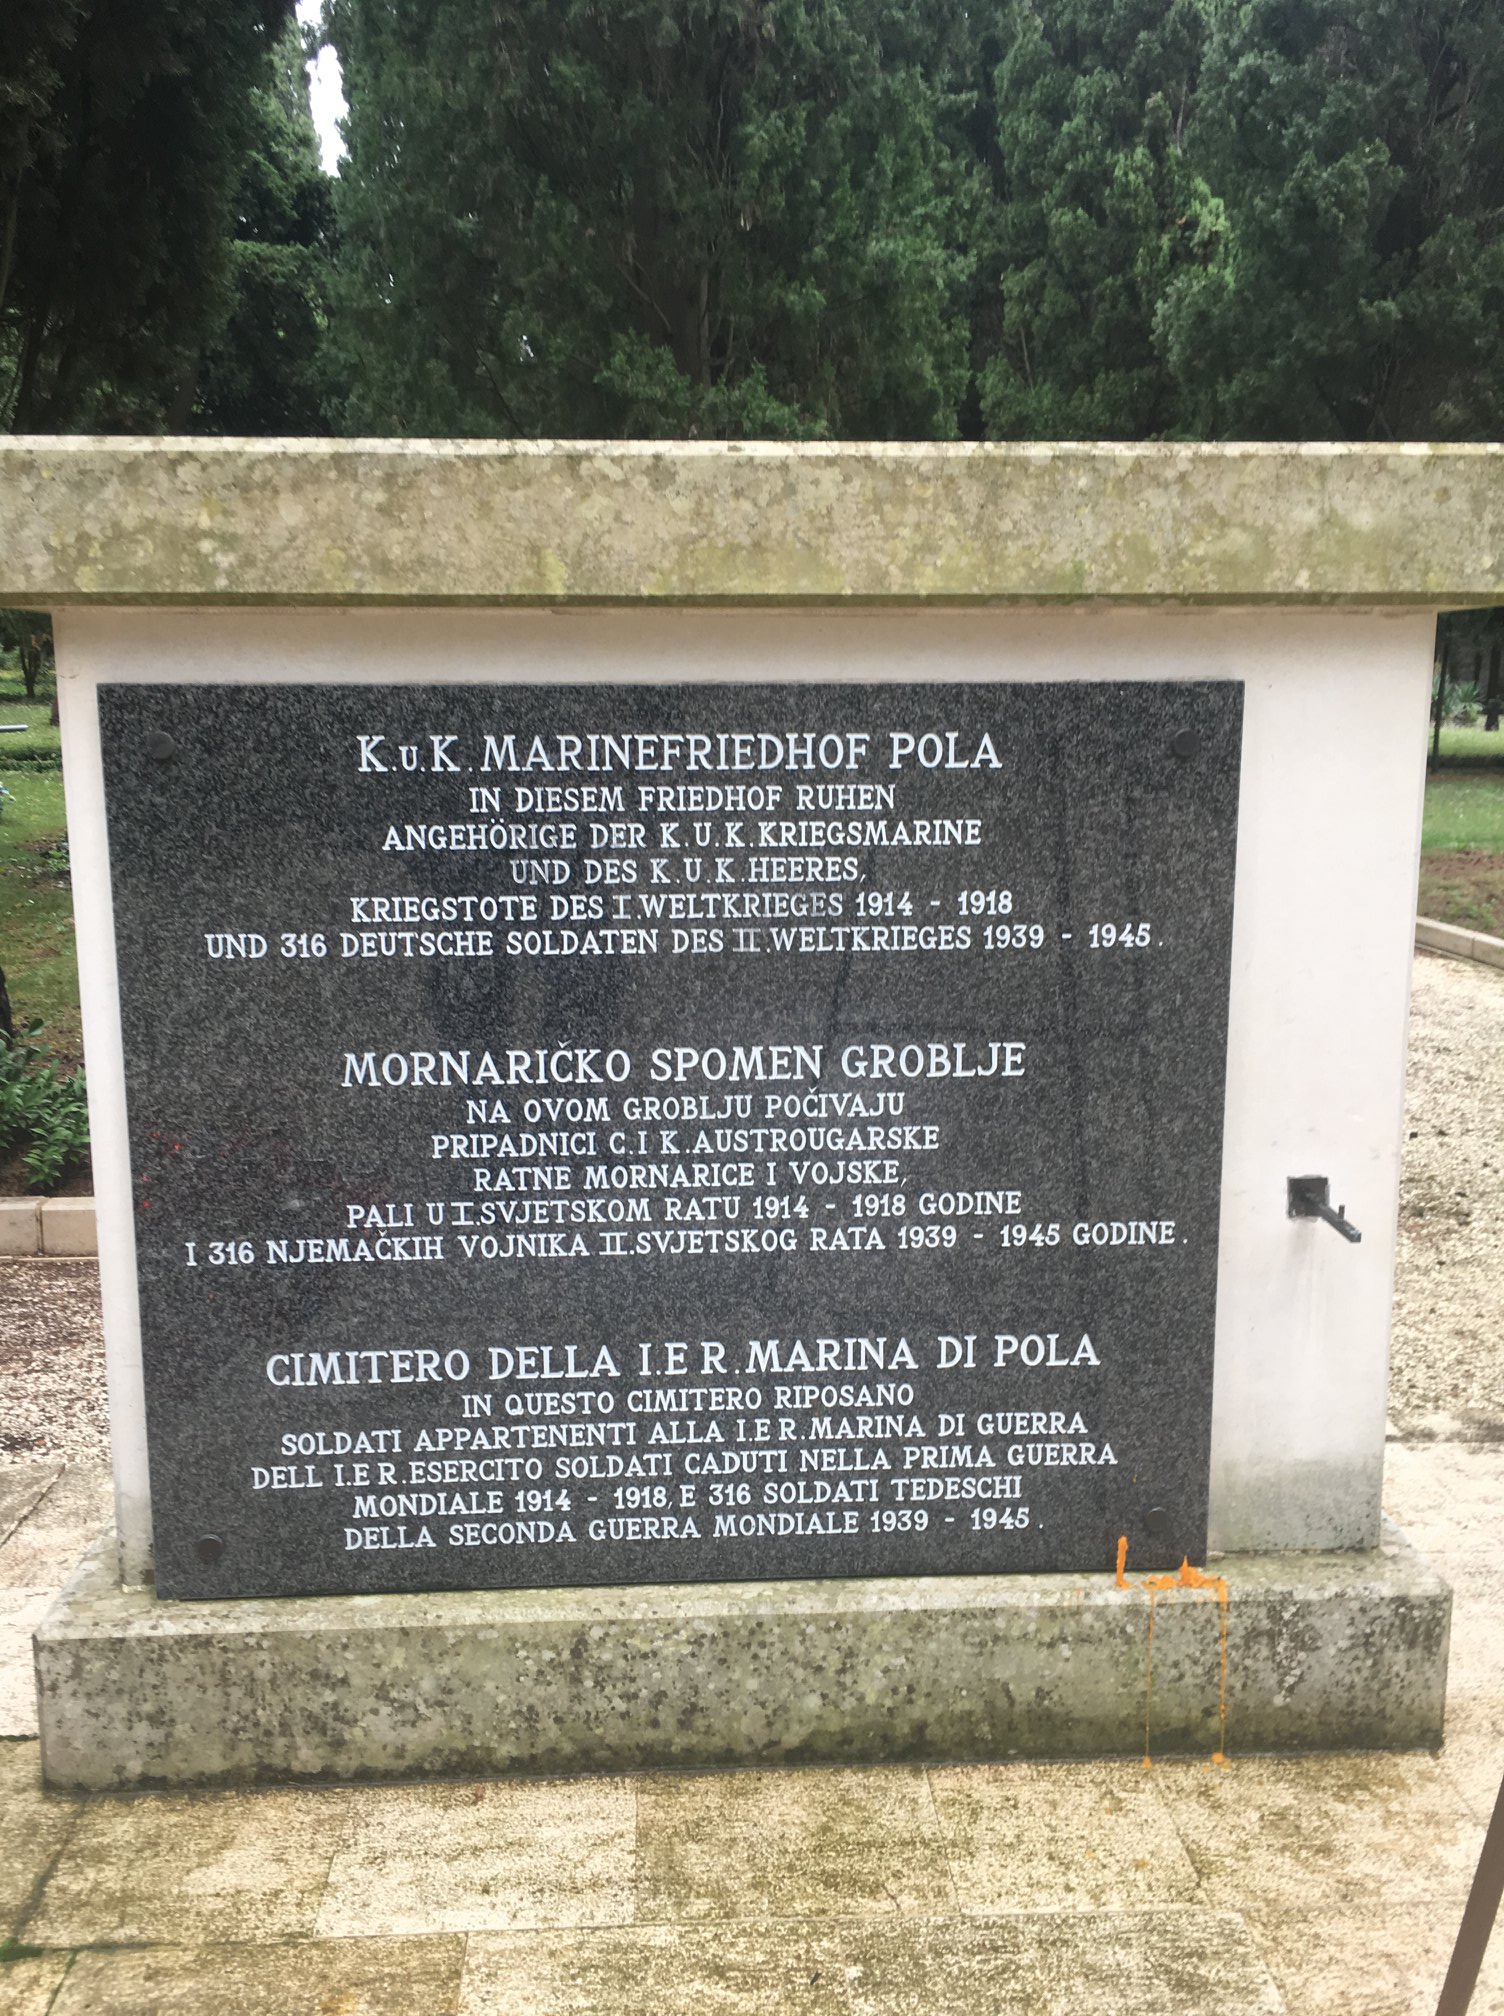 K.u.K. MARINEFRIEDHOF POLA
IN DIESEM FRIEDHOF RUHEN
ANGEHÖRIGE DER K.U.K.KRIEGSMARINE
UND DES K.U.K.HEERES,
KRIEGSTOTE DES I.WELTKRIEGES 1914 - 1918
UND 316 DEUTSCHE SOLDATEN DES II.WELTKRIEGES 1939 - 1945.
MORNARIČKO SPOMEN GROBLJE
NA OVOM GROBLJU POČIVAJU
PRIPADNICI C.I K.AUSTROUGARSKE
RATNE MORNARICE I VOJSKE,
PALI U I.SVJETSKOM RATU 1914 - 1918 GODINE
I 316 NJEMAČKIH VOJNIKA II.SVJETSKOG RATA 1939 - 1945 GODINE.
CIMITERO DELLA I.E R.MARINA DI POLA
IN QUESTO CIMITERO RIPOSANO
SOLDATI APPARTENENTI ALLA I.E R.MARINA DI GUERRA
DELL I.E R.ESERCITO SOLDATI CADUTI NELLA PRIMA GUERRA
MONDIALE 1914 - 1918, E 316 SOLDATI TEDESCHI
DELLA SECONDA GUERRA MONDIALE 1939 - 1945.